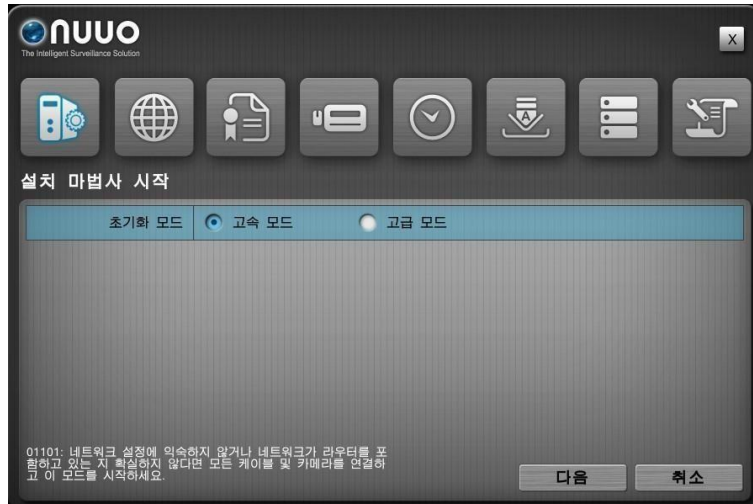 nuuo
The Intelligent Surveillance Solution
X
A
설치 마법사 시작
초기화 모드 고속 모드 고급 모드
01101: 네트워크 설정에 익숙하지 않거나 네트워크가 라우터를 포
함하고 있는 지 확실하지 않다면 모든 케이블 및 카메라를 연결하
고 이 모드를 시작하세요.
다음 취소